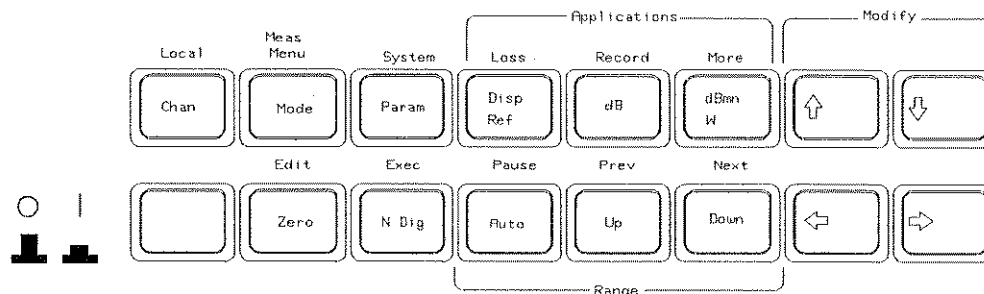 Applications
Modify
Local
Meas
Menu
System
Loss
Record
More
Chan
Mode
Param
Disp
Ref
dB
dBmn
W
Edit
Exec
Pause
Prev
Next
Zero
N Dig
Auto
Up
Down
Range